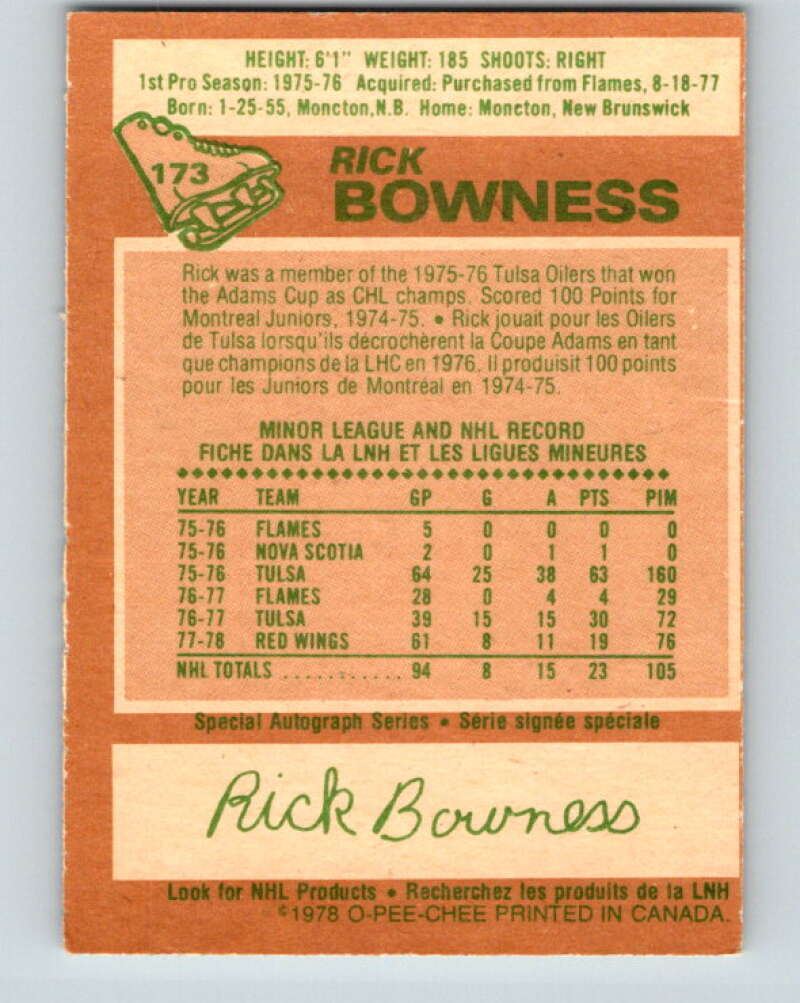 HEIGHT: 6'1" WEIGHT: 185 SHOOTS: RIGHT
1st Pro Season: 1975-76 Acquired: Purchased from Flames, 8-18-77
Born: 1-25-55, Moncton, N.B. Home: Moncton, New Brunswick
173
RICK
BOWNESS
Rick was a member of the 1975-76 Tulsa Oilers that won
the Adams Cup as CHL champs. Scored 100 Points for
Montreal Juniors, 1974-75. • Rick jouait pour les Oilers
de Tulsa lorsqu'ils décrochèrent la Coupe Adams en tant
que champions de la LHC en 1976. Il produisit 100 points
pour les Juniors de Montréal en 1974-75.
MINOR LEAGUE AND NHL RECORD
FICHE DANS LA LNH ET LES LIGUES MINEURES
YEAR TEAM GP G A PTS PIM
75-76 FLAMES 5 0 0 0 0
75-76 NOVA SCOTIA 2 0 1 1 0
75-76 TULSA 64 25 38 63 160
76-77 FLAMES 28 0 4 4 29
76-77 TULSA 39 15 15 30 72
77-78 RED WINGS 61 8 11 19 76
NHL TOTALS ........... 94 8 15 23 105
Special Autograph Series • Série signée spéciale
Rick Bowness
Look for NHL Products • Recherchez les produits de la LNH
©1978 O-PEE-CHEE PRINTED IN CANADA.